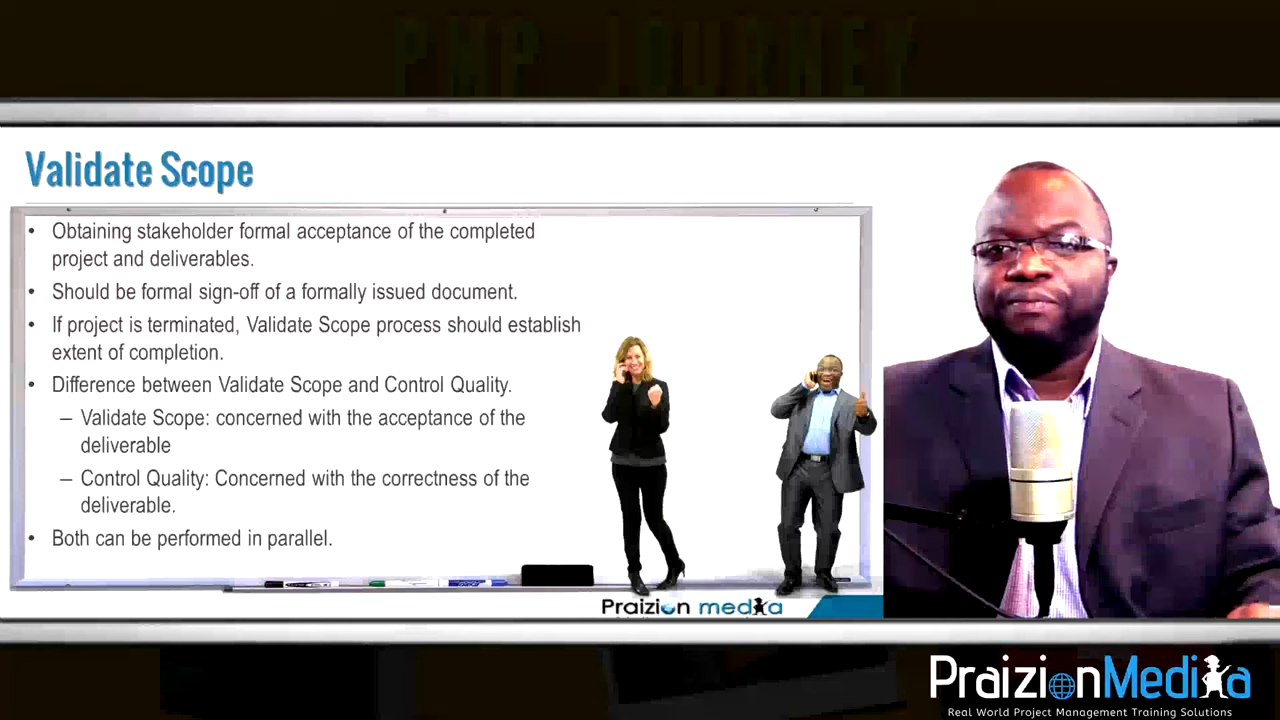 PMP JOURNEY
Validate Scope
• Obtaining stakeholder formal acceptance of the completed
project and deliverables.
• Should be formal sign-off of a formally issued document.
• If project is terminated, Validate Scope process should establish
extent of completion.
• Difference between Validate Scope and Control Quality.
– Validate Scope: concerned with the acceptance of the
deliverable
– Control Quality: Concerned with the correctness of the
deliverable.
• Both can be performed in parallel.
Praizion media
PraizionMedia
Real World Project Management Training Solutions